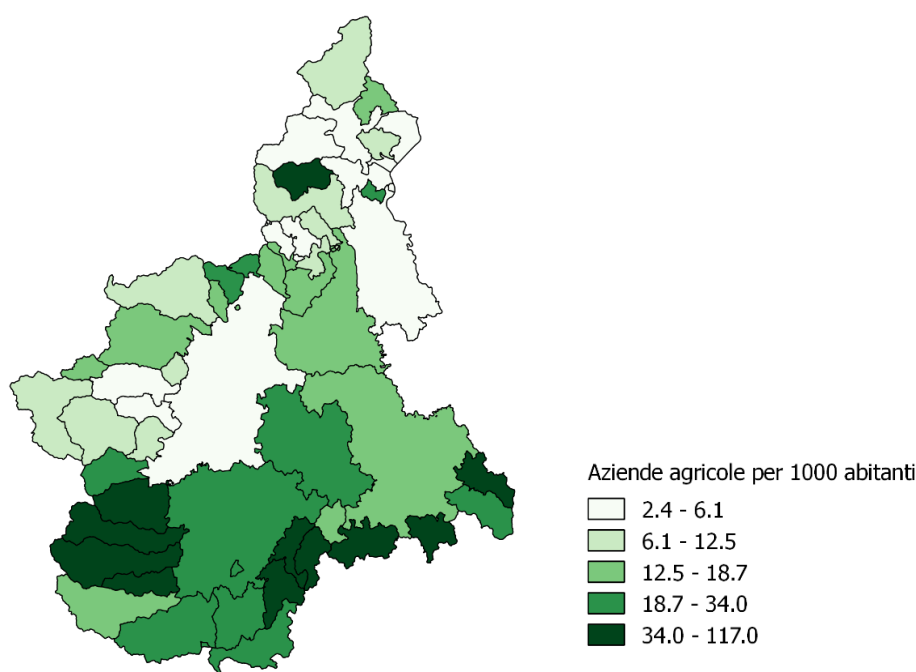 Aziende agricole per 1000 abitanti
2.4 - 6.1
6.1 - 12.5
12.5 - 18.7
18.7 - 34.0
34.0 - 117.0